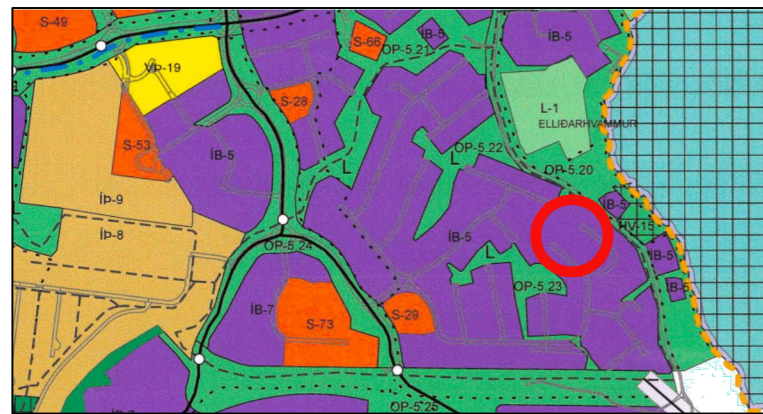 S-49
S-66
OP-5.21
ÍB-5
ÍB-5
VÞ-19
S-28
L-1
ELLIÐARHVAMMUR
S-53
ÍB-5
OP-5.22
L
OP-5.20
L
ÍÞ-9
ÍB-5
HV-15
ÍÞ-8
OP-5.24
ÍB-5
L
ÍB-5
OP-5.23
ÍB-5
ÍB-7
S-73
S-29
OP-5.25